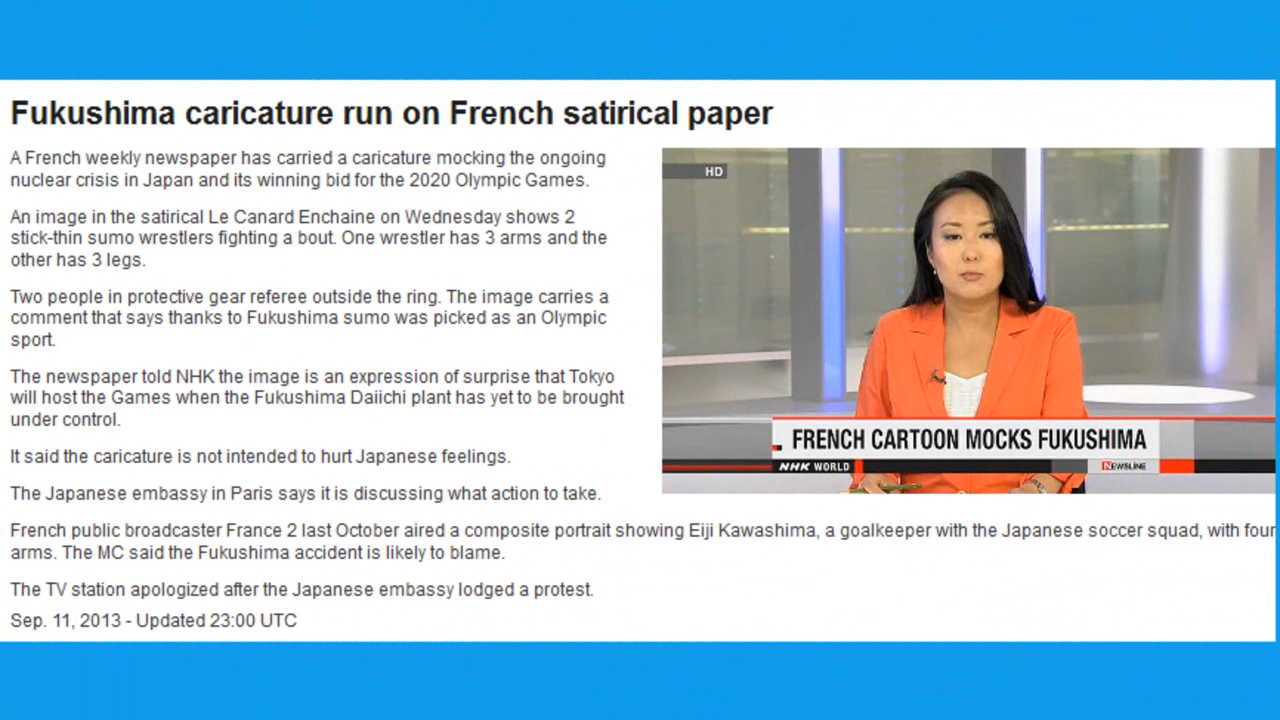 Fukushima caricature run on French satirical paper
A French weekly newspaper has carried a caricature mocking the ongoing
nuclear crisis in Japan and its winning bid for the 2020 Olympic Games.
An image in the satirical Le Canard Enchaine on Wednesday shows 2
stick-thin sumo wrestlers fighting a bout. One wrestler has 3 arms and the
other has 3 legs.
Two people in protective gear referee outside the ring. The image carries a
comment that says thanks to Fukushima sumo was picked as an Olympic
sport.
The newspaper told NHK the image is an expression of surprise that Tokyo
will host the Games when the Fukushima Daiichi plant has yet to be brought
under control.
It said the caricature is not intended to hurt Japanese feelings.
The Japanese embassy in Paris says it is discussing what action to take.
French public broadcaster France 2 last October aired a composite portrait showing Eiji Kawashima, a goalkeeper with the Japanese soccer squad, with four
arms. The MC said the Fukushima accident is likely to blame.
The TV station apologized after the Japanese embassy lodged a protest.
Sep. 11, 2013 - Updated 23:00 UTC
HD
FRENCH CARTOON MOCKS FUKUSHIMA
NHK WORLD
NEWSLINE